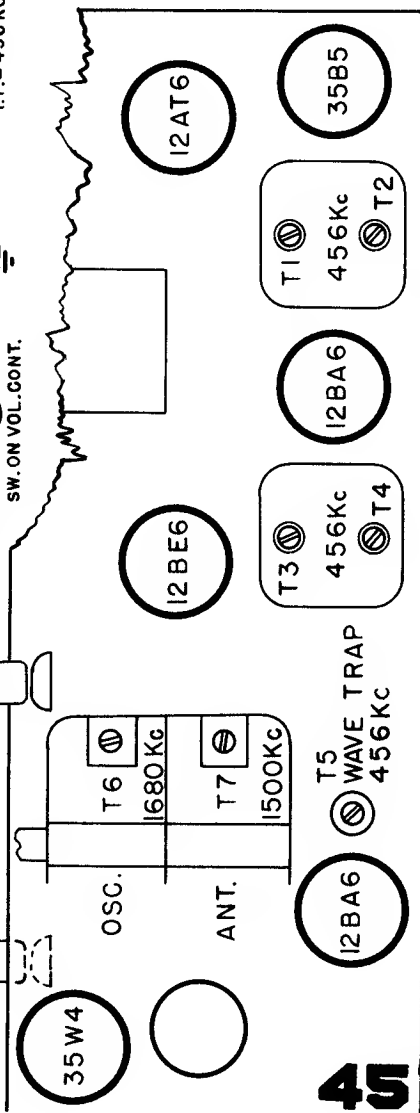 SW. ON VOL. CONT.
12AT6
35B5
T1
456Kc
T2
12BA6
12BE6
T3
456Kc
T4
T6
1680Kc
T7
1500Kc
T5
WAVE TRAP
456Kc
OSC.
ANT.
12BA6
35W4
45